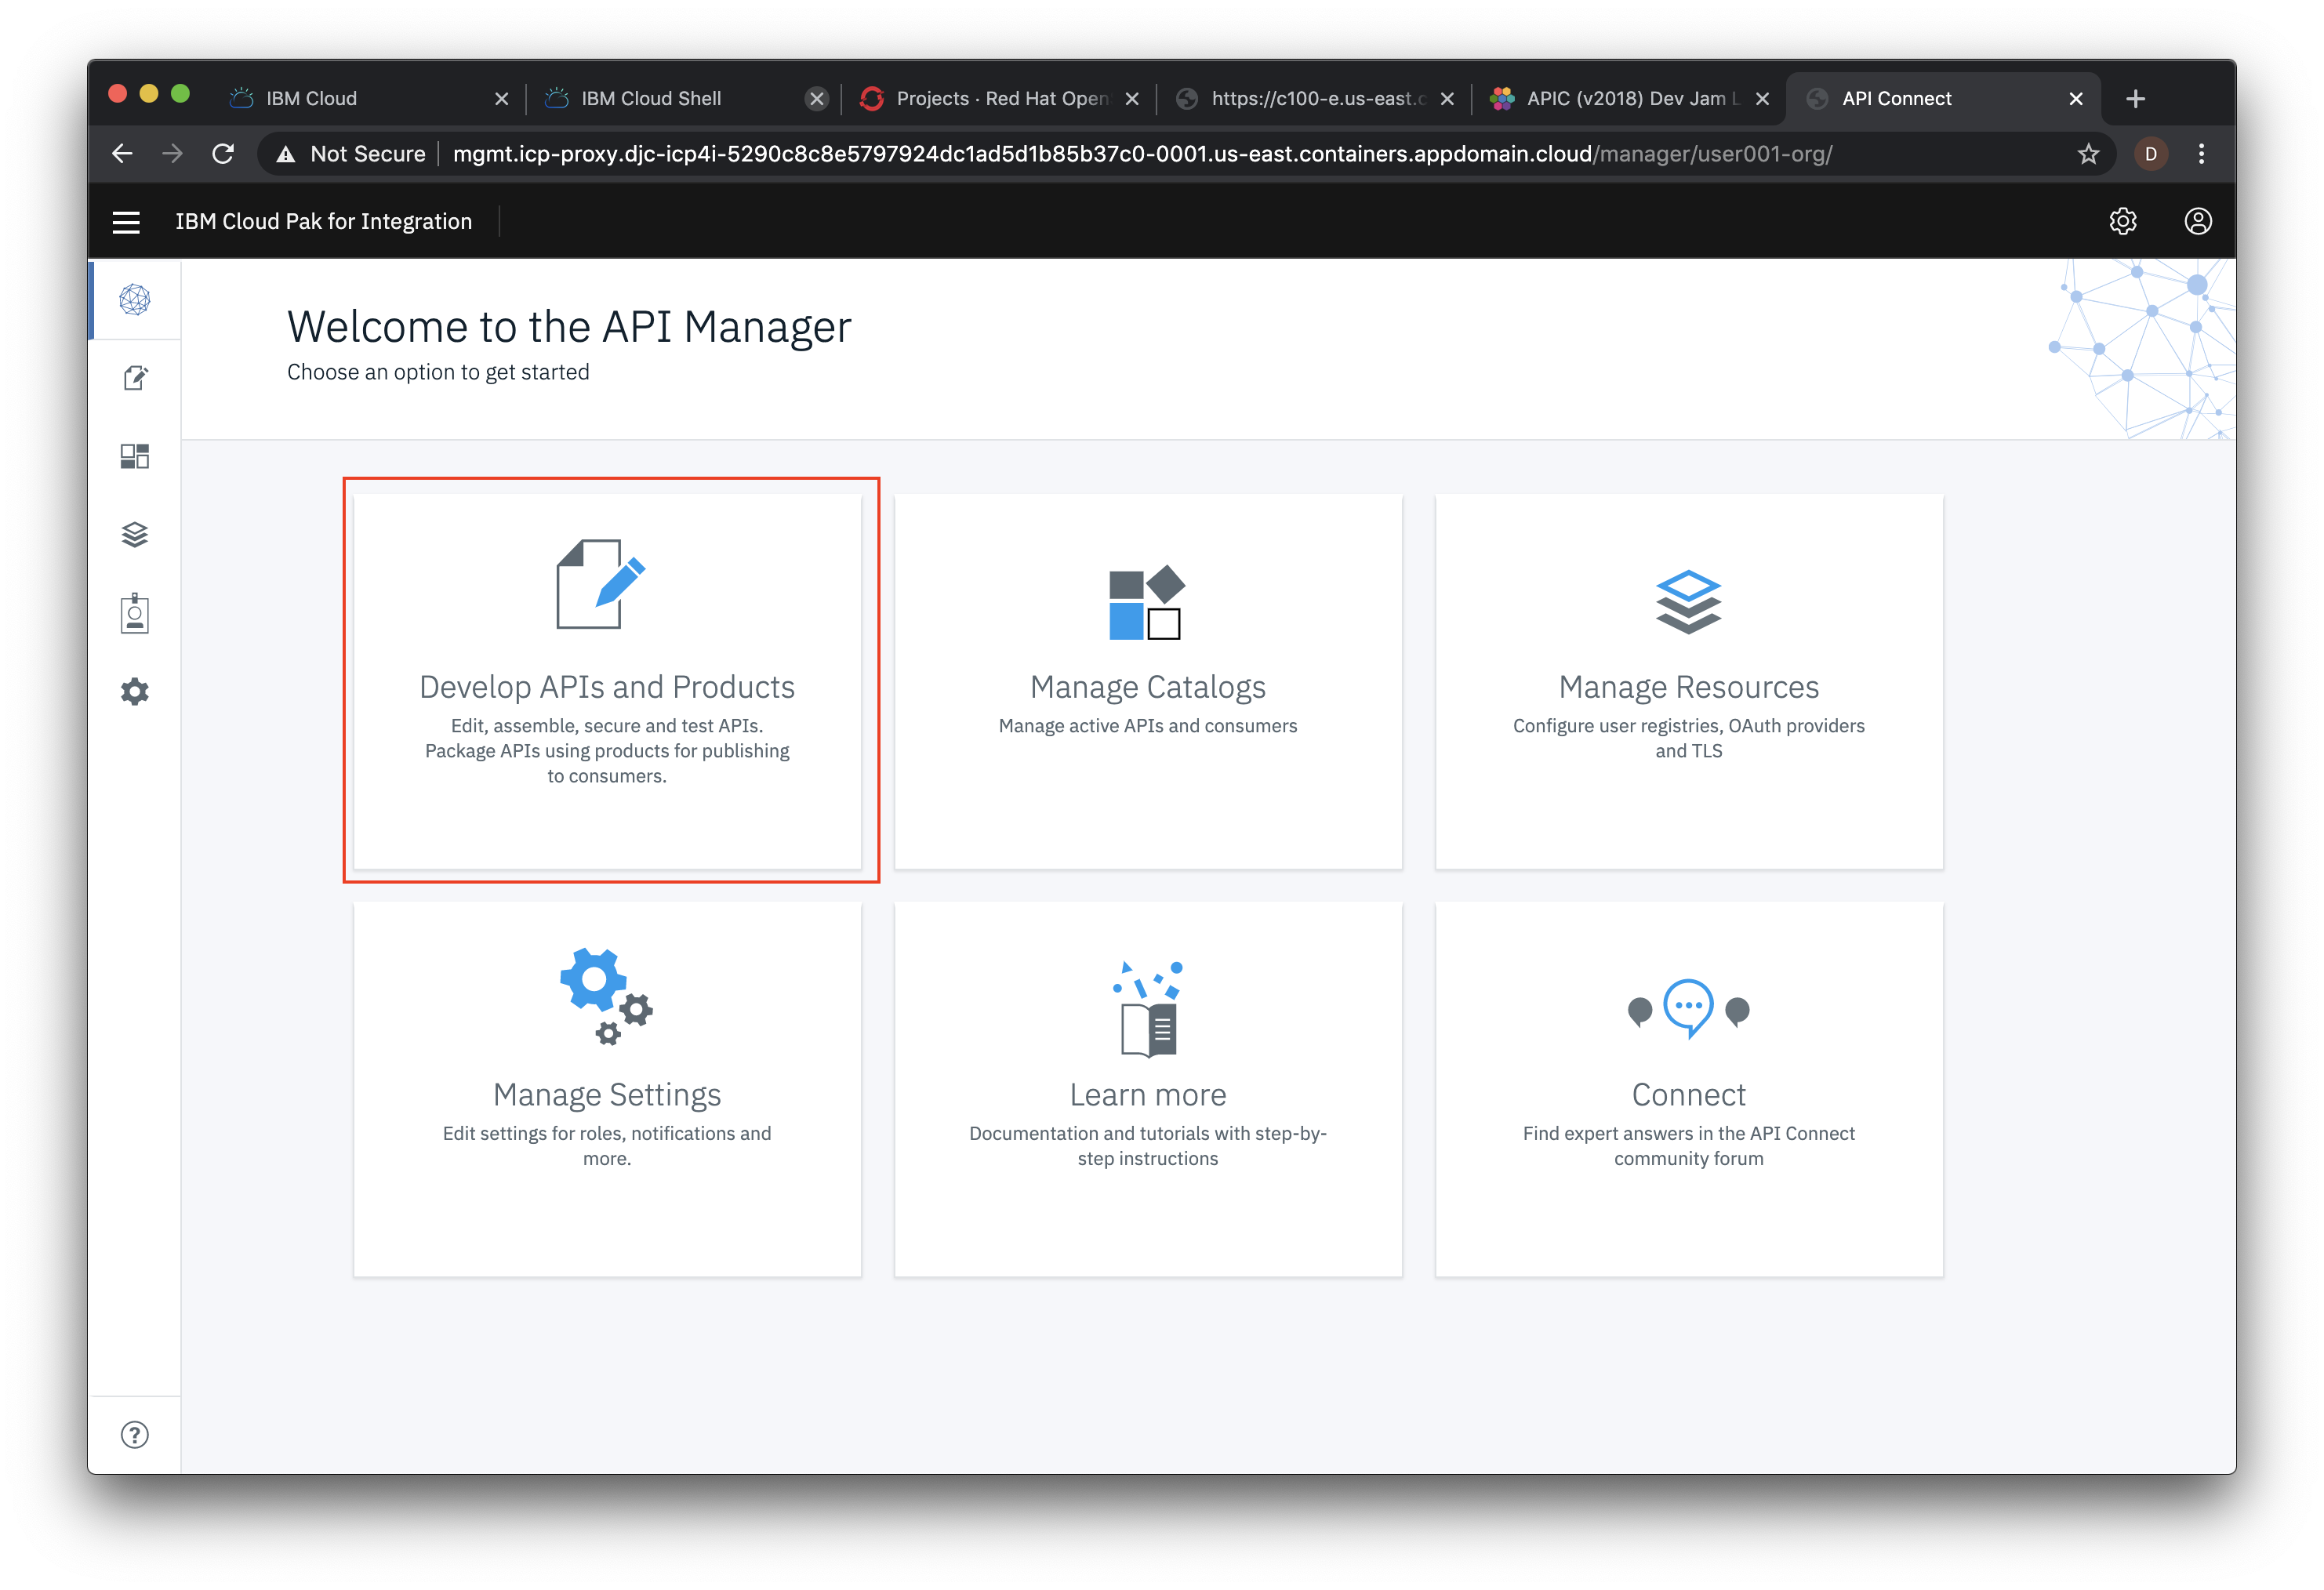 IBM Cloud
IBM Cloud Shell
Projects · Red Hat Open
https://c100-e.us-east.c
APIC (v2018) Dev Jam L
API Connect
Not Secure
mgmt.icp-proxy.djc-icp4i-5290c8c8e5797924dc1ad5d1b85b37c0-0001.us-east.containers.appdomain.cloud/manager/user001-org/
D
IBM Cloud Pak for Integration
Welcome to the API Manager
Choose an option to get started
Develop APIs and Products
Edit, assemble, secure and test APIs.
Package APIs using products for publishing
to consumers.
Manage Catalogs
Manage active APIs and consumers
Manage Resources
Configure user registries, OAuth providers
and TLS
Manage Settings
Edit settings for roles, notifications and
more.
Learn more
Documentation and tutorials with step-by-
step instructions
Connect
Find expert answers in the API Connect
community forum
?